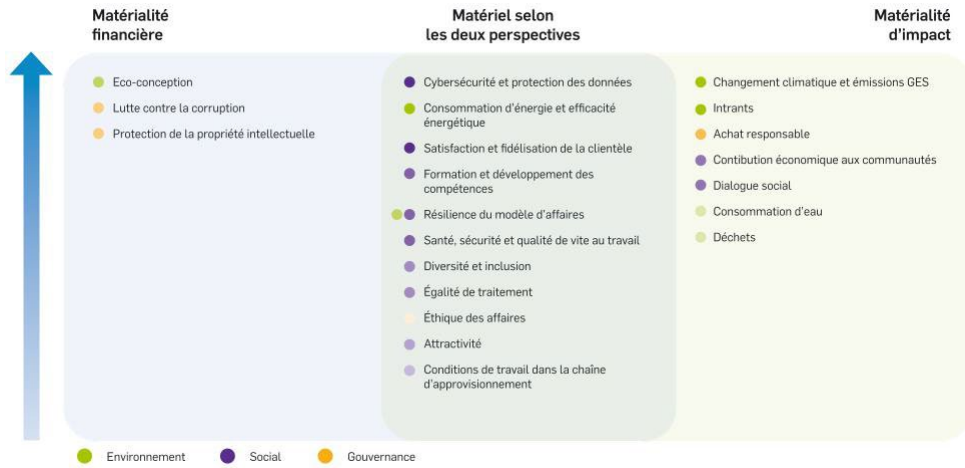 Matérialité
financière
Matériel selon
les deux perspectives
Matérialité
d'impact
Eco-conception
Lutte contre la corruption
Protection de la propriété intellectuelle
Cybersécurité et protection des données
Consommation d'énergie et efficacité
énergétique
Satisfaction et fidélisation de la clientèle
Formation et développement des
compétences
Résilience du modèle d'affaires
Santé, sécurité et qualité de vite au travail
Diversité et inclusion
Égalité de traitement
Éthique des affaires
Attractivité
Conditions de travail dans la chaîne
d'approvisionnement
Changement climatique et émissions GES
Intrants
Achat responsable
Contibution économique aux communautés
Dialogue social
Consommation d'eau
Déchets
Environnement
Social
Gouvernance